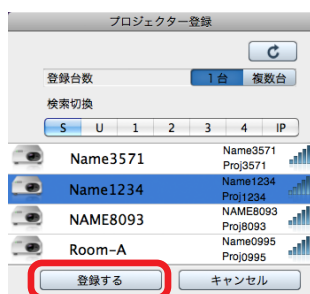 プロジェクター登録
登録台数
1台 複数台
検索切換
S U 1 2 3 4 IP
Name3571
Name3571
Proj3571
Name1234
Name1234
Proj1234
NAME8093
NAME8093
Proj8093
Room-A
Name0995
Proj0995
登録する キャンセル